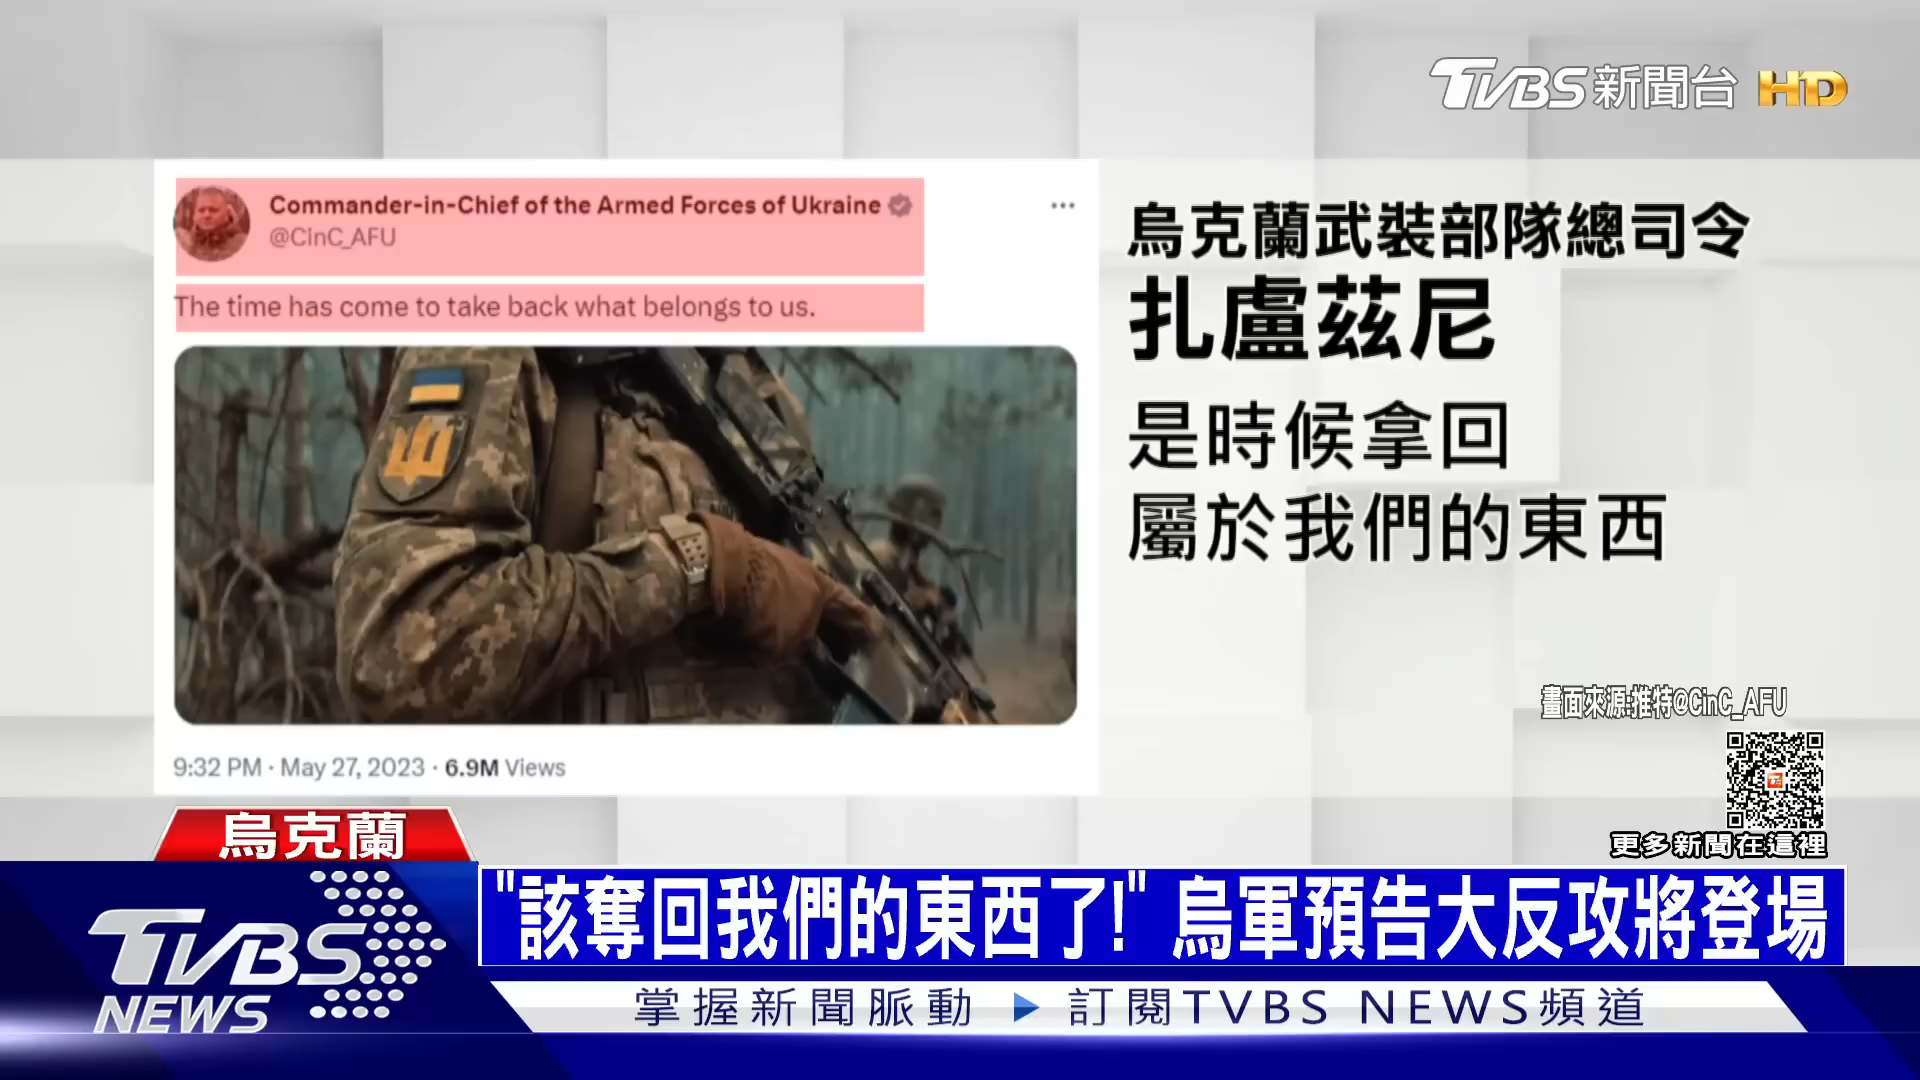 TVBS新聞台 HD
Commander-in-Chief of the Armed Forces of Ukraine
@CinC_AFU
The time has come to take back what belongs to us.
9:32 PM · May 27, 2023 · 6.9M Views
烏克蘭武裝部隊總司令
扎盧茲尼
是時候拿回
屬於我們的東西
畫面來源:推特@CinC_AFU
更多新聞在這裡
烏克蘭
"該奪回我們的東西了!" 烏軍預告大反攻將登場
TVBS
NEWS
掌握新聞脈動 ▶ 訂閱TVBS NEWS頻道